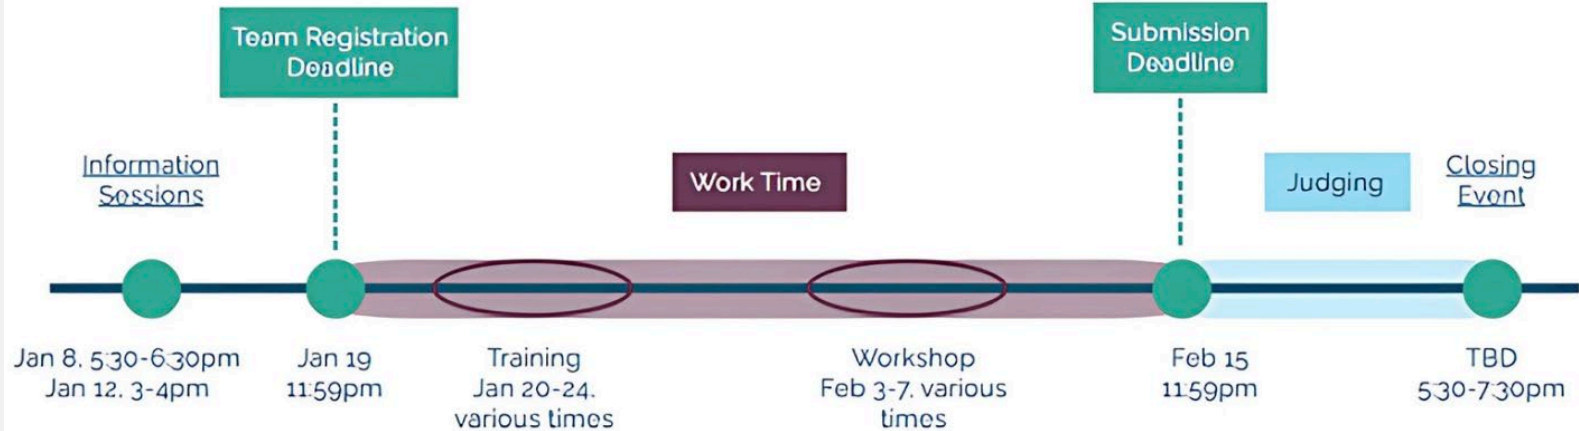 Team Registration
Deadline
Submission
Deadline
Information
Sessions
Work Time
Judging
Closing
Event
Jan 8, 5:30-6:30pm
Jan 12, 3-4pm
Jan 19
11:59pm
Training
Jan 20-24,
various times
Workshop
Feb 3-7, various
times
Feb 15
11:59pm
TBD
5:30-7:30pm